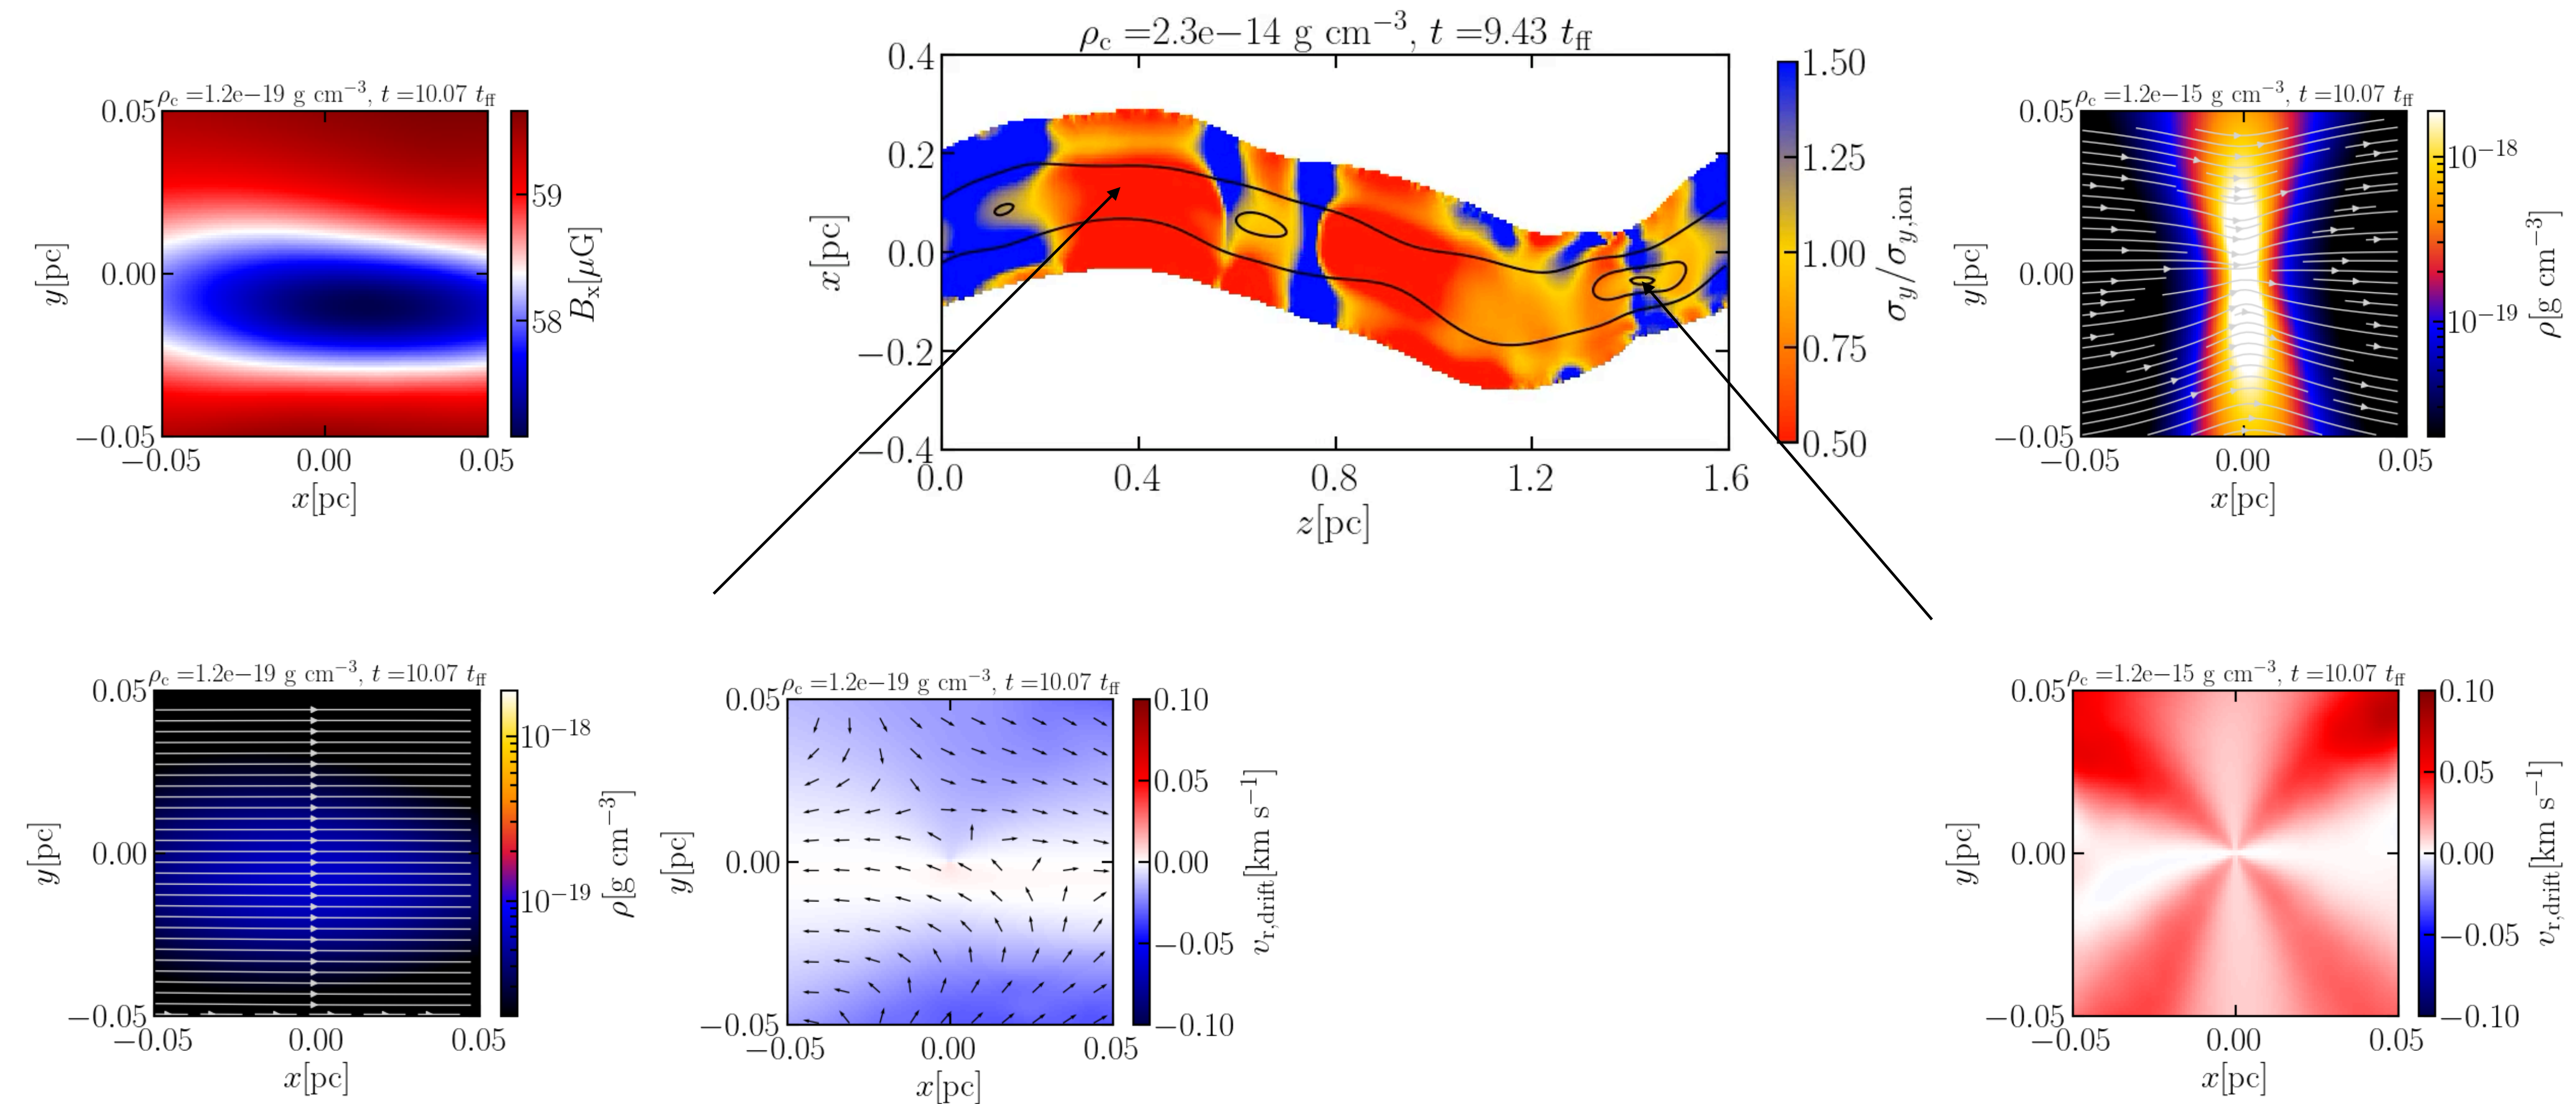 ρc =1.2e−19 g cm−3, t =10.07 tff
0.05
0.00
−0.05
y[pc]
−0.05 0.00 0.05
x[pc]
59
58
Bx[μG]
ρc =2.3e−14 g cm−3, t =9.43 tff
0.4
0.2
0.0
−0.2
−0.4
x[pc]
0.0 0.4 0.8 1.2 1.6
z[pc]
1.50
1.25
1.00
0.75
0.50
σy/σy,ion
ρc =1.2e−15 g cm−3, t =10.07 tff
0.05
0.00
−0.05
y[pc]
−0.05 0.00 0.05
x[pc]
10−18
10−19
ρ[g cm−3]
ρc =1.2e−19 g cm−3, t =10.07 tff
0.05
0.00
−0.05
y[pc]
−0.05 0.00 0.05
x[pc]
10−18
10−19
ρ[g cm−3]
ρc =1.2e−19 g cm−3, t =10.07 tff
0.05
0.00
−0.05
y[pc]
−0.05 0.00 0.05
x[pc]
0.10
0.05
0.00
−0.05
−0.10
vr,drift[km s−1]
ρc =1.2e−15 g cm−3, t =10.07 tff
0.05
0.00
−0.05
y[pc]
−0.05 0.00 0.05
x[pc]
0.10
0.05
0.00
−0.05
−0.10
vr,drift[km s−1]